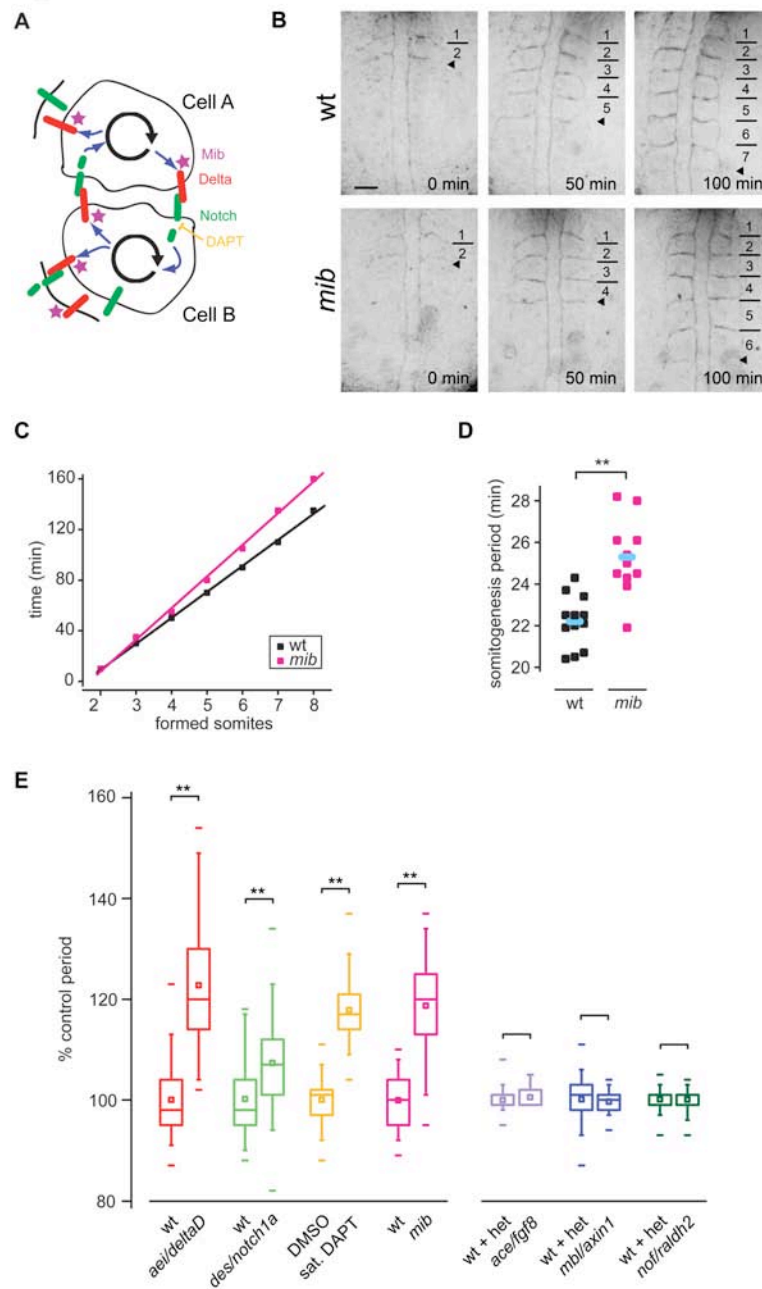 A
Cell A
Mib
Delta
Notch
DAPT
Cell B
B
wt
1
2
0 min
1
2
3
4
5
50 min
1
2
3
4
5
6
7
100 min
mib
1
2
0 min
1
2
3
4
50 min
1
2
3
4
5
6
100 min
C
time (min)
160
120
80
40
0
2 3 4 5 6 7 8
formed somites
wt
mib
D
**
somitogenesis period (min)
28
26
24
22
20
wt mib
E
% control period
160
140
120
100
80
**
**
**
**
wt
aei/deltaD
wt
des/notch1a
DMSO
sat. DAPT
wt
mib
wt + het
ace/fgf8
wt + het
mbl/axin1
wt + het
nof/raldh2